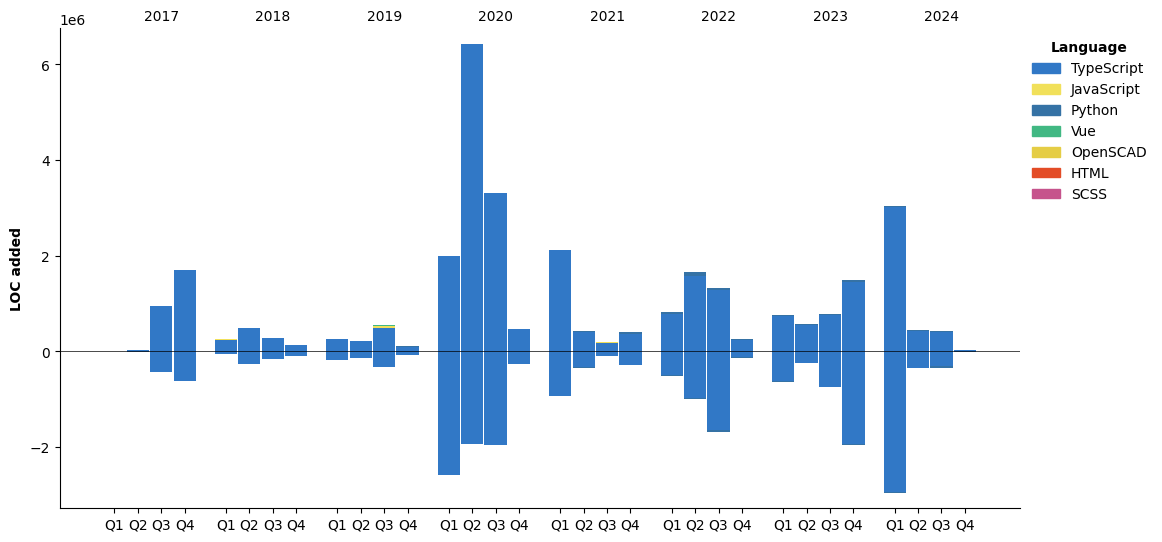 2017 2018 2019 2020 2021 2022 2023 2024
1e6
Language
TypeScript
JavaScript
Python
Vue
OpenSCAD
HTML
SCSS
6
4
2
0
−2
LOC added
Q1 Q2 Q3 Q4 Q1 Q2 Q3 Q4 Q1 Q2 Q3 Q4 Q1 Q2 Q3 Q4 Q1 Q2 Q3 Q4 Q1 Q2 Q3 Q4 Q1 Q2 Q3 Q4 Q1 Q2 Q3 Q4